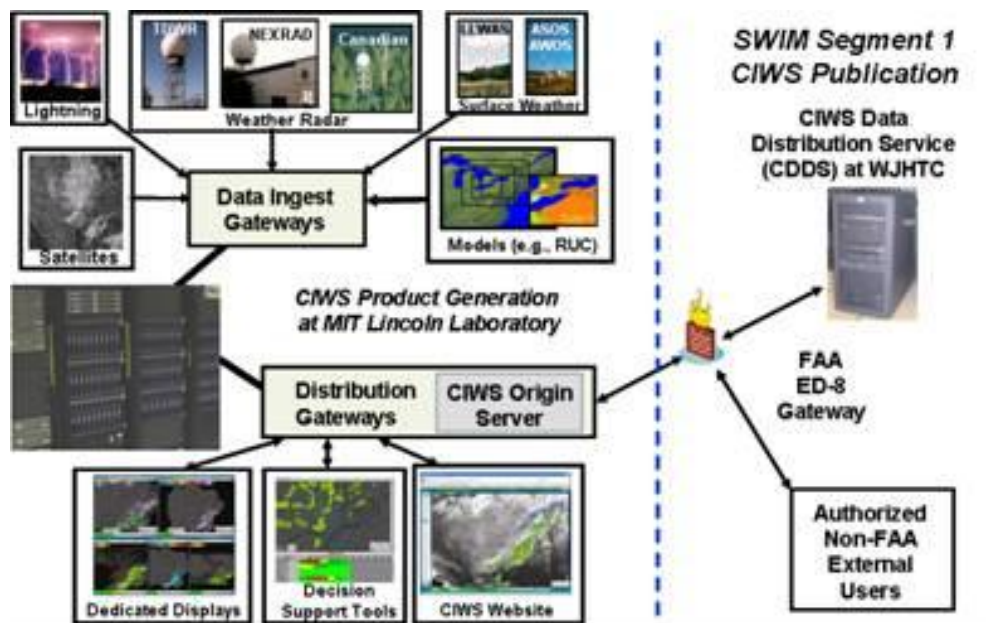 TDWR
NEXRAD
Canadian
LLWAS
ASOS
AWOS
Lightning
Weather Radar
Surface Weather
SWIM Segment 1
CIWS Publication
CIWS Data
Distribution Service
(CDDS) at WJHTC
Data Ingest
Gateways
Satellites
Models (e.g., RUC)
CIWS Product Generation
at MIT Lincoln Laboratory
FAA
ED-8
Gateway
Distribution
Gateways
CIWS Origin
Server
Authorized
Non-FAA
External
Users
Dedicated Displays
Decision
Support Tools
CIWS Website